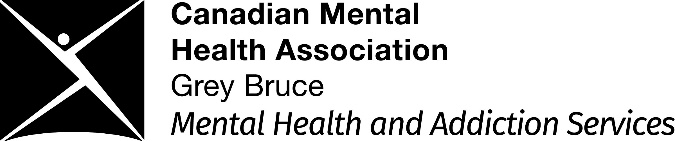 Canadian Mental
Health Association
Grey Bruce
Mental Health and Addiction Services